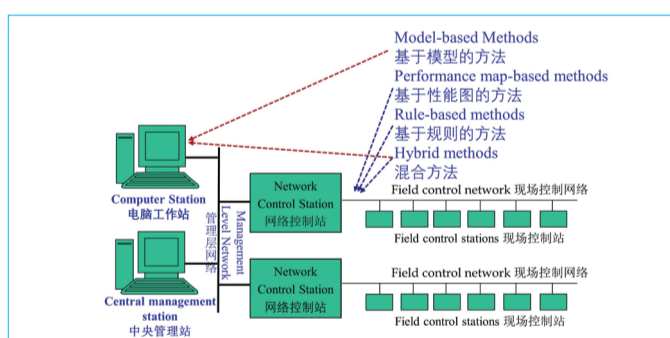 Model-based Methods
基于模型的方法
Performance map-based methods
基于性能图的方法
Rule-based methods
基于规则的方法
Hybrid methods
混合方法
Computer Station
电脑工作站
Management
Level Network
管理层网络
Network
Control Station
网络控制站
Field control network 现场控制网络
Field control stations 现场控制站
Central management
station
中央管理站
Network
Control Station
网络控制站
Field control network 现场控制网络
Field control stations 现场控制站